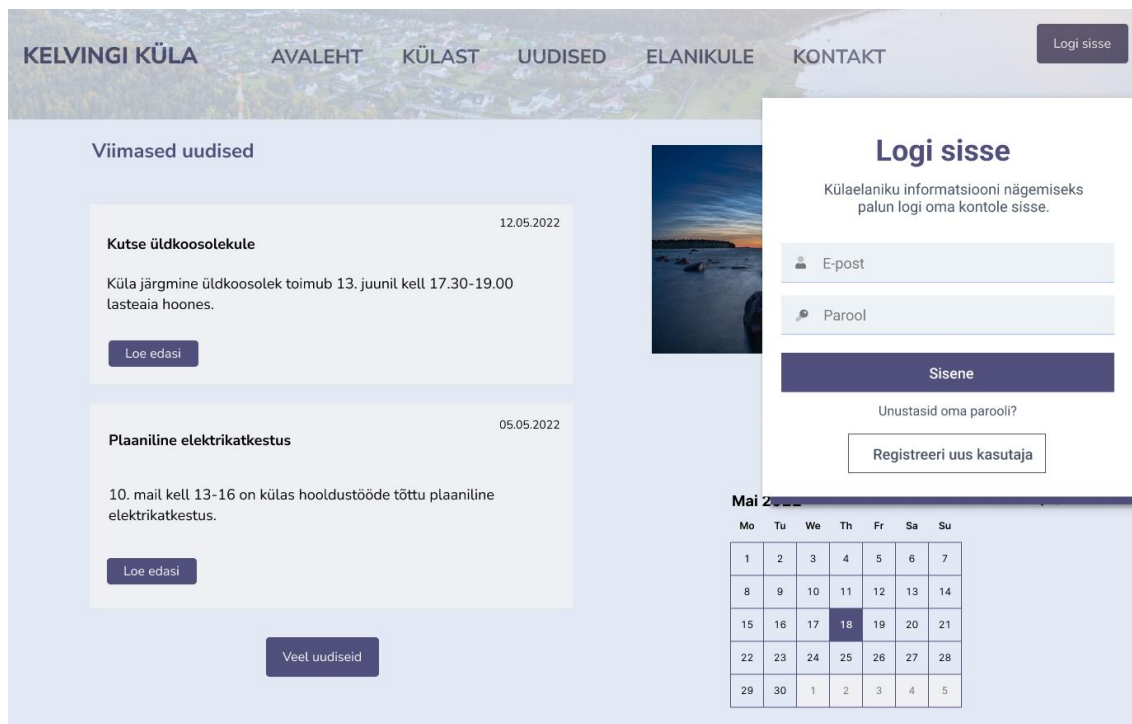 KELVINGI KÜLA AVALEHT KÜLAST UUDISED ELANIKULE KONTAKT Logi sisse
Viimased uudised
12.05.2022
Kutse üldkoosolekule
Küla järgmine üldkoosolek toimub 13. juunil kell 17.30-19.00
lasteaia hoones.
Loe edasi
05.05.2022
Plaaniline elektrikatkestus
10. mail kell 13-16 on külas hooldustööde tõttu plaaniline
elektrikatkestus.
Loe edasi
Veel uudiseid
Logi sisse
Külaelaniku informatsiooni nägemiseks
palun logi oma kontole sisse.
E-post
Parool
Sisene
Unustasid oma parooli?
Registreeri uus kasutaja
Mai
Mo Tu We Th Fr Sa Su
1 2 3 4 5 6 7
8 9 10 11 12 13 14
15 16 17 18 19 20 21
22 23 24 25 26 27 28
29 30 1 2 3 4 5